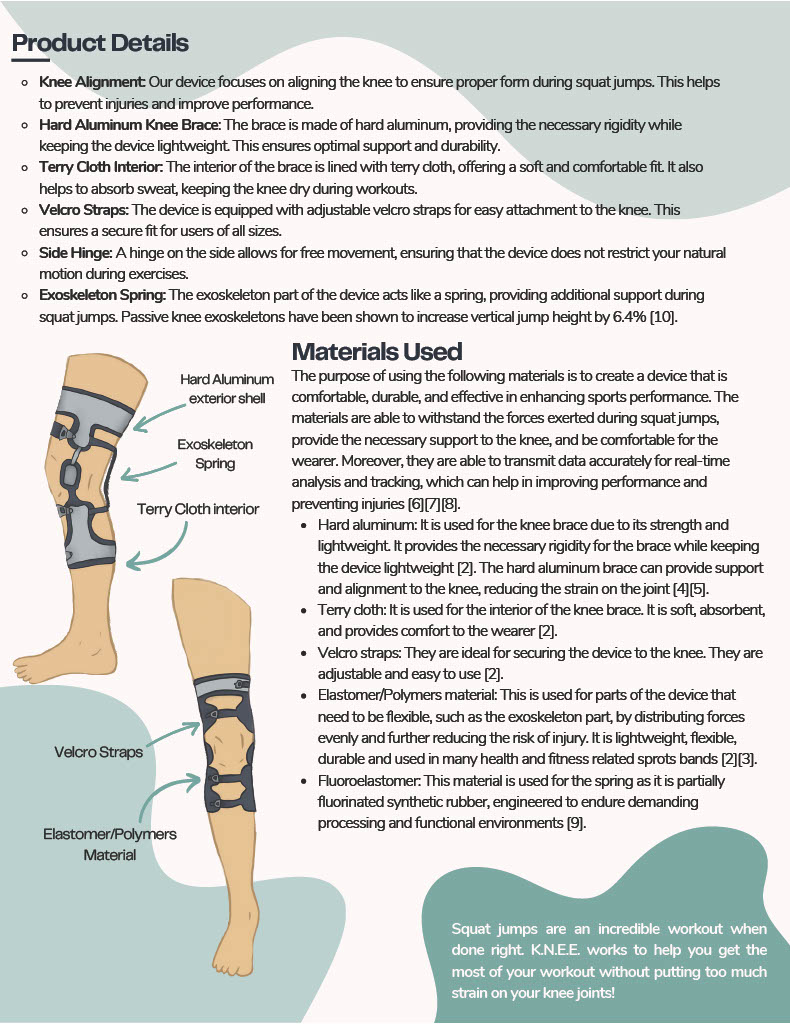 Product Details
Knee Alignment: Our device focuses on aligning the knee to ensure proper form during squat jumps. This helps
to prevent injuries and improve performance.
Hard Aluminum Knee Brace: The brace is made of hard aluminum, providing the necessary rigidity while
keeping the device lightweight. This ensures optimal support and durability.
Terry Cloth Interior: The interior of the brace is lined with terry cloth, offering a soft and comfortable fit. It also
helps to absorb sweat, keeping the knee dry during workouts.
Velcro Straps: The device is equipped with adjustable velcro straps for easy attachment to the knee. This
ensures a secure fit for users of all sizes.
Side Hinge: A hinge on the side allows for free movement, ensuring that the device does not restrict your natural
motion during exercises.
Exoskeleton Spring: The exoskeleton part of the device acts like a spring, providing additional support during
squat jumps. Passive knee exoskeletons have been shown to increase vertical jump height by 6.4% [10].
Hard Aluminum
exterior shell
Exoskeleton
Spring
Terry Cloth interior
Velcro Straps
Elastomer/Polymers
Material
Materials Used
The purpose of using the following materials is to create a device that is
comfortable, durable, and effective in enhancing sports performance. The
materials are able to withstand the forces exerted during squat jumps,
provide the necessary support to the knee, and be comfortable for the
wearer. Moreover, they are able to transmit data accurately for real-time
analysis and tracking, which can help in improving performance and
preventing injuries [6][7][8].
Hard aluminum: It is used for the knee brace due to its strength and
lightweight. It provides the necessary rigidity for the brace while keeping
the device lightweight [2]. The hard aluminum brace can provide support
and alignment to the knee, reducing the strain on the joint [4][5].
Terry cloth: It is used for the interior of the knee brace. It is soft, absorbent,
and provides comfort to the wearer [2].
Velcro straps: They are ideal for securing the device to the knee. They are
adjustable and easy to use [2].
Elastomer/Polymers material: This is used for parts of the device that
need to be flexible, such as the exoskeleton part, by distributing forces
evenly and further reducing the risk of injury. It is lightweight, flexible,
durable and used in many health and fitness related sprots bands [2][3].
Fluoroelastomer: This material is used for the spring as it is partially
fluorinated synthetic rubber, engineered to endure demanding
processing and functional environments [9].
Squat jumps are an incredible workout when
done right. K.N.E.E. works to help you get the
most of your workout without putting too much
strain on your knee joints!